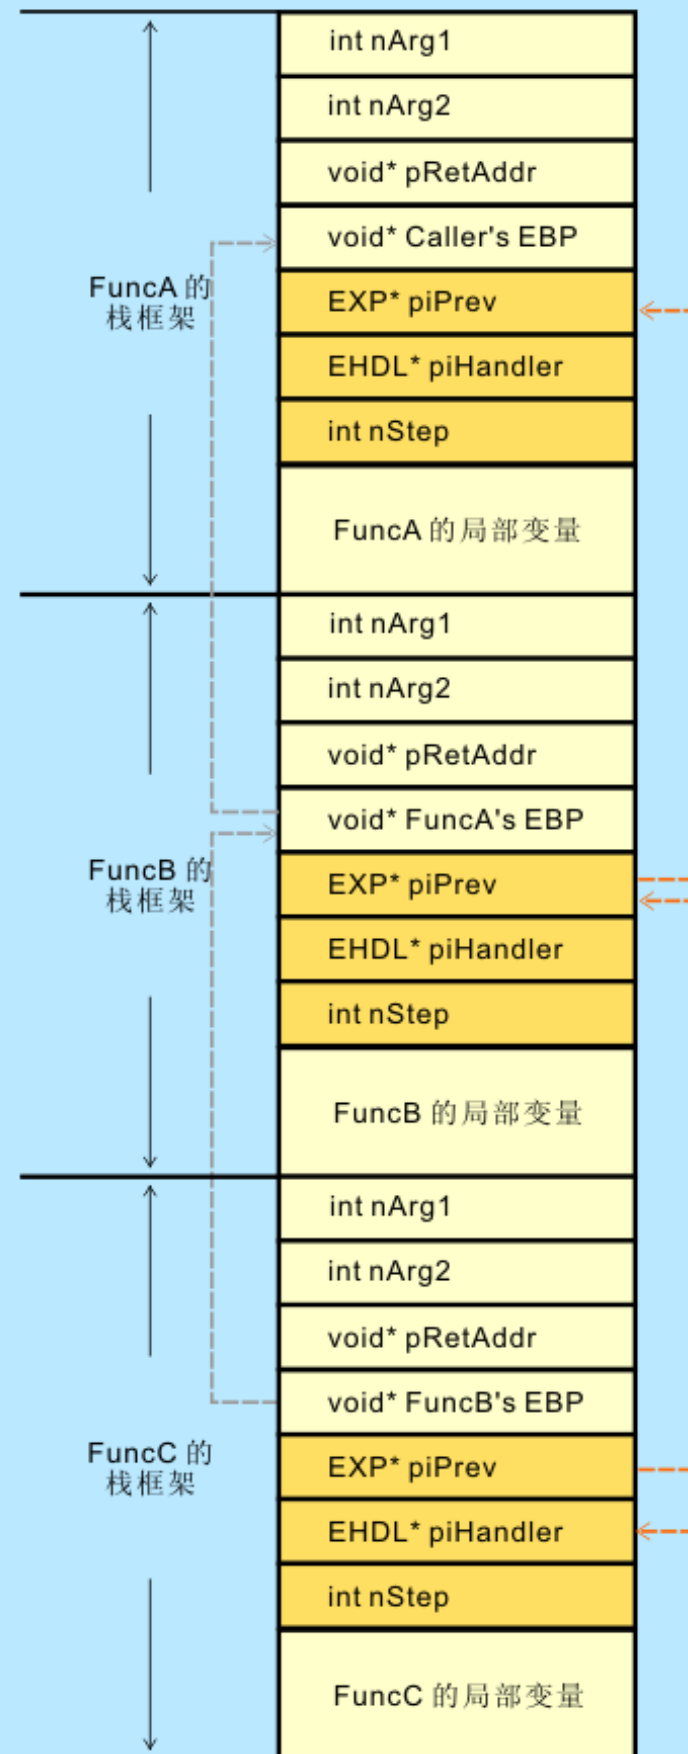 int nArg1
int nArg2
void* pRetAddr
void* Caller's EBP
FuncA 的
栈框架
EXP* piPrev
EHDL* piHandler
int nStep
FuncA 的局部变量
int nArg1
int nArg2
void* pRetAddr
void* FuncA's EBP
FuncB 的
栈框架
EXP* piPrev
EHDL* piHandler
int nStep
FuncB 的局部变量
int nArg1
int nArg2
void* pRetAddr
void* FuncB's EBP
FuncC 的
栈框架
EXP* piPrev
EHDL* piHandler
int nStep
FuncC 的局部变量